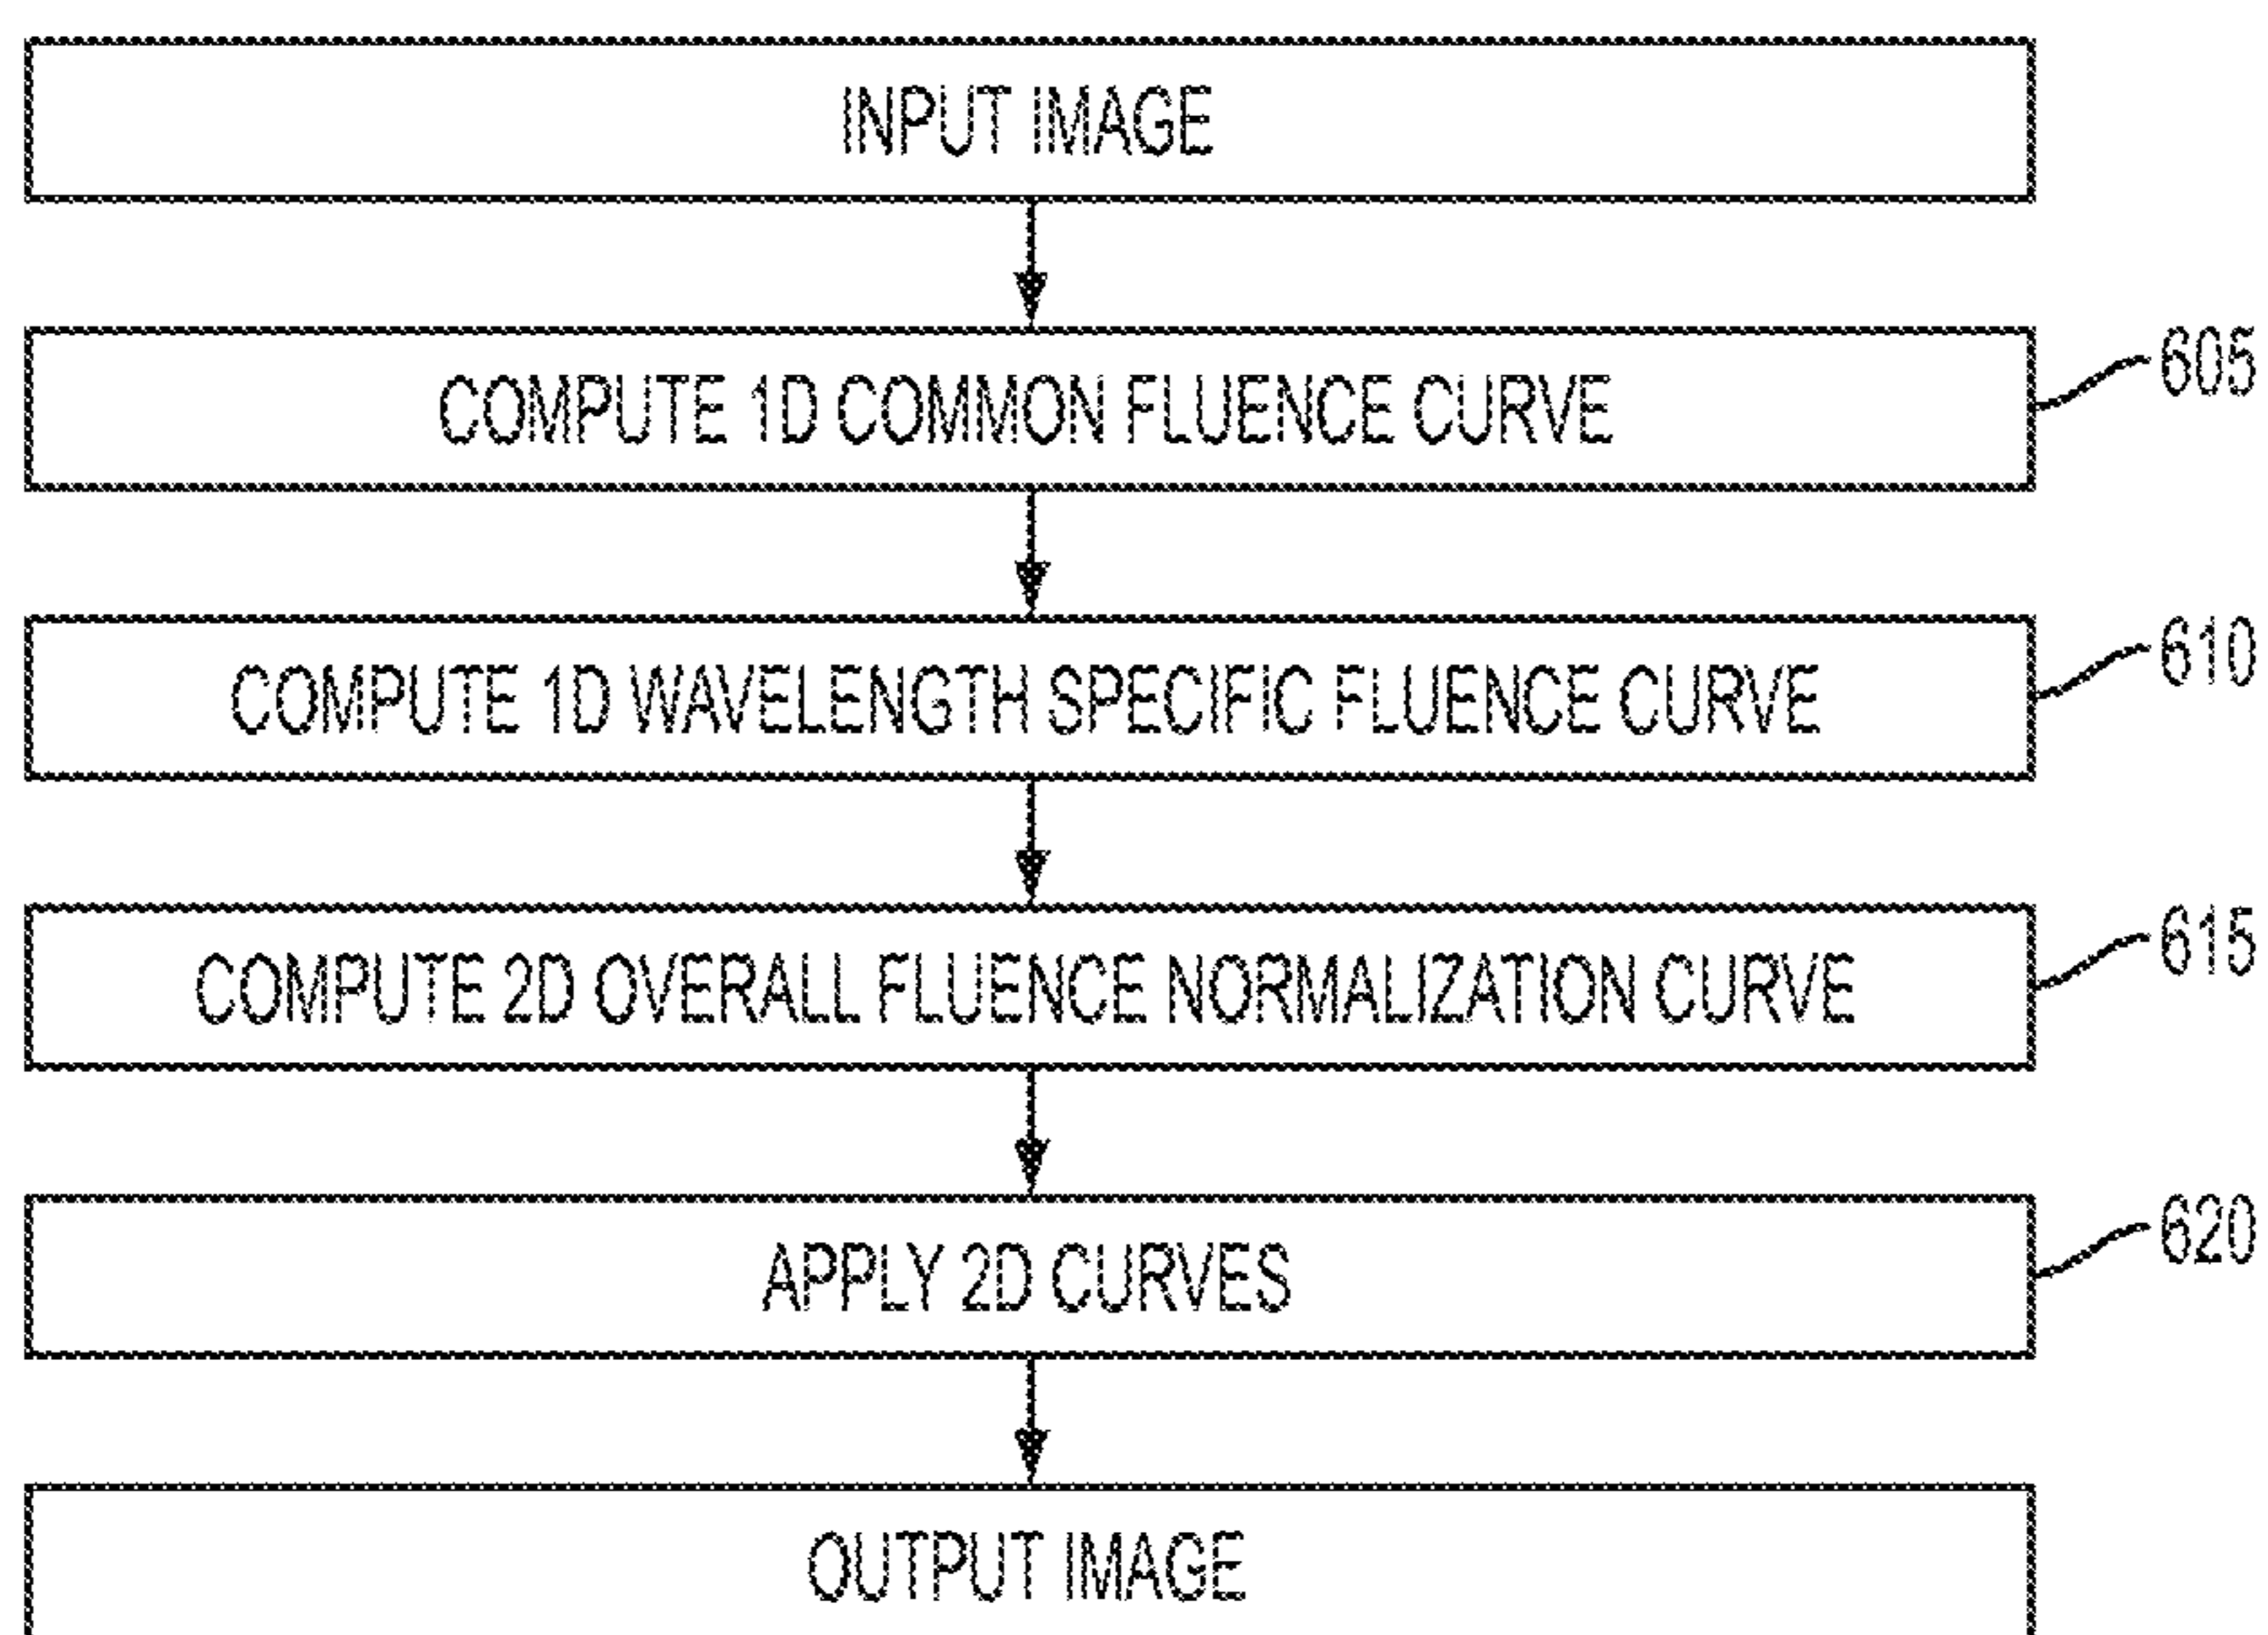 INPUT IMAGE
COMPUTE 1D COMMON FLUENCE CURVE
605
COMPUTE 1D WAVELENGTH SPECIFIC FLUENCE CURVE
610
COMPUTE 2D OVERALL FLUENCE NORMALIZATION CURVE
615
APPLY 2D CURVES
620
OUTPUT IMAGE